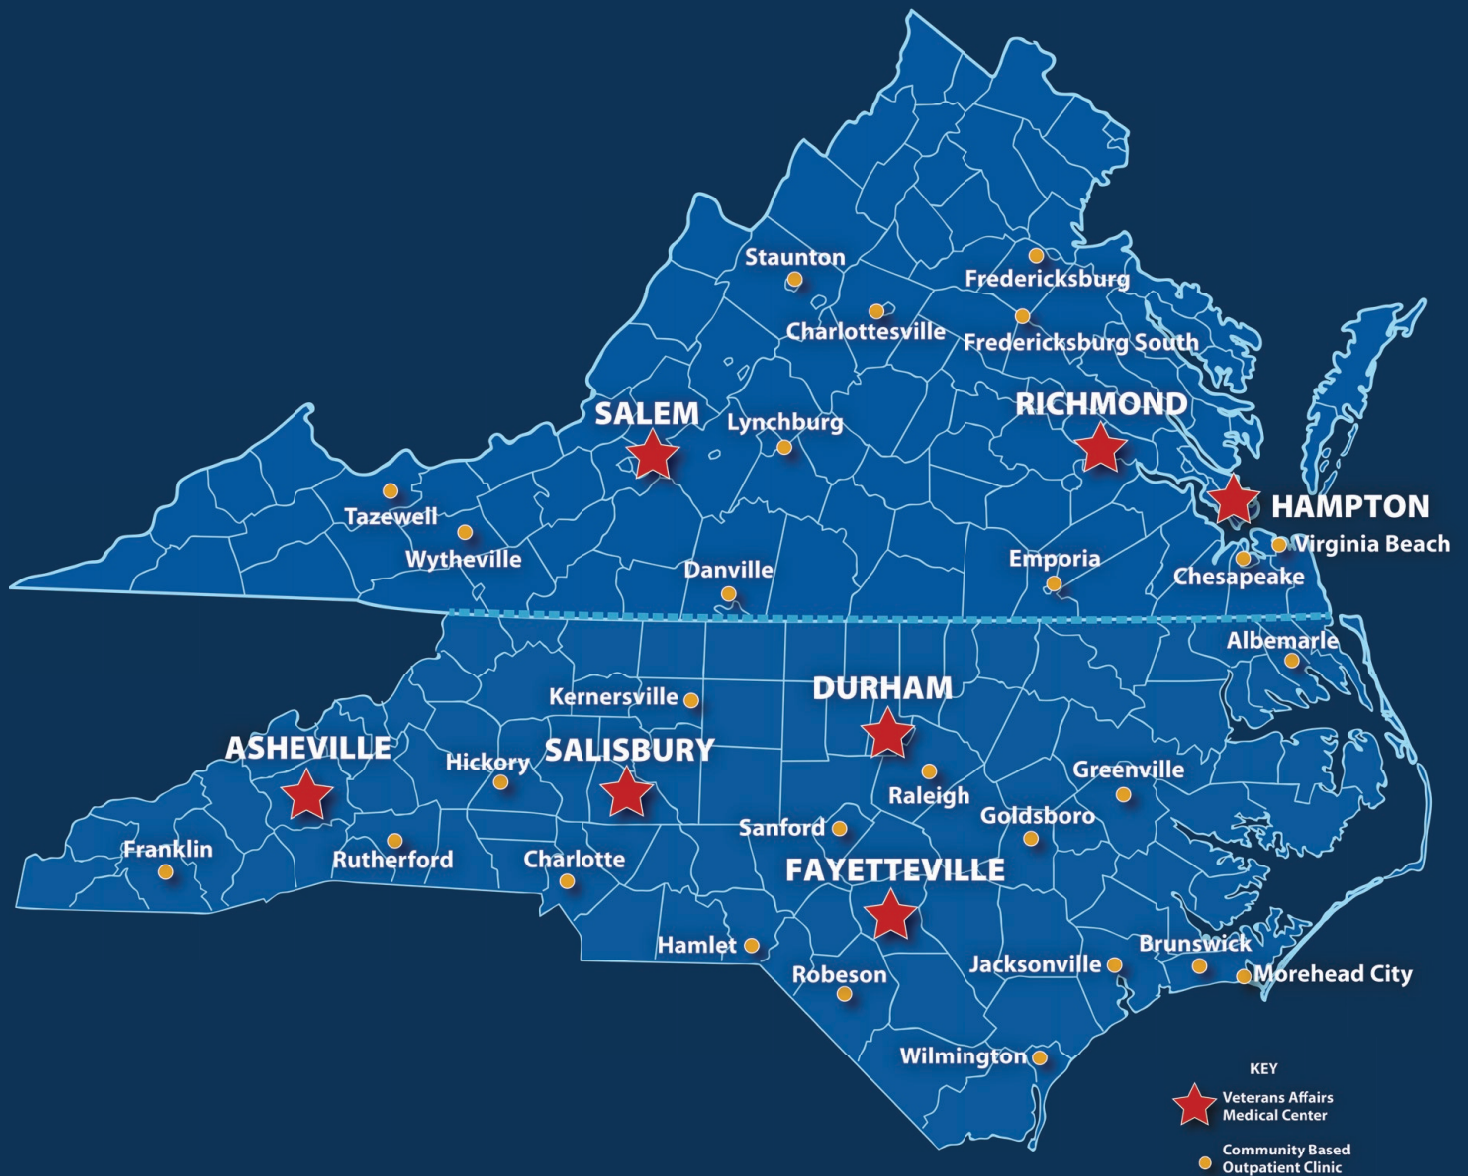 Staunton
Fredericksburg
Charlottesville
Fredericksburg South
SALEM
Lynchburg
RICHMOND
HAMPTON
Tazewell
Wytheville
Virginia Beach
Emporia
Chesapeake
Danville
Albemarle
Kernersville
DURHAM
ASHEVILLE
Hickory
SALISBURY
Greenville
Raleigh
Goldsboro
Sanford
Franklin
Rutherford
Charlotte
FAYETTEVILLE
Hamlet
Brunswick
Jacksonville
Robeson
Morehead City
Wilmington
KEY
Veterans Affairs
Medical Center
Community Based
Outpatient Clinic